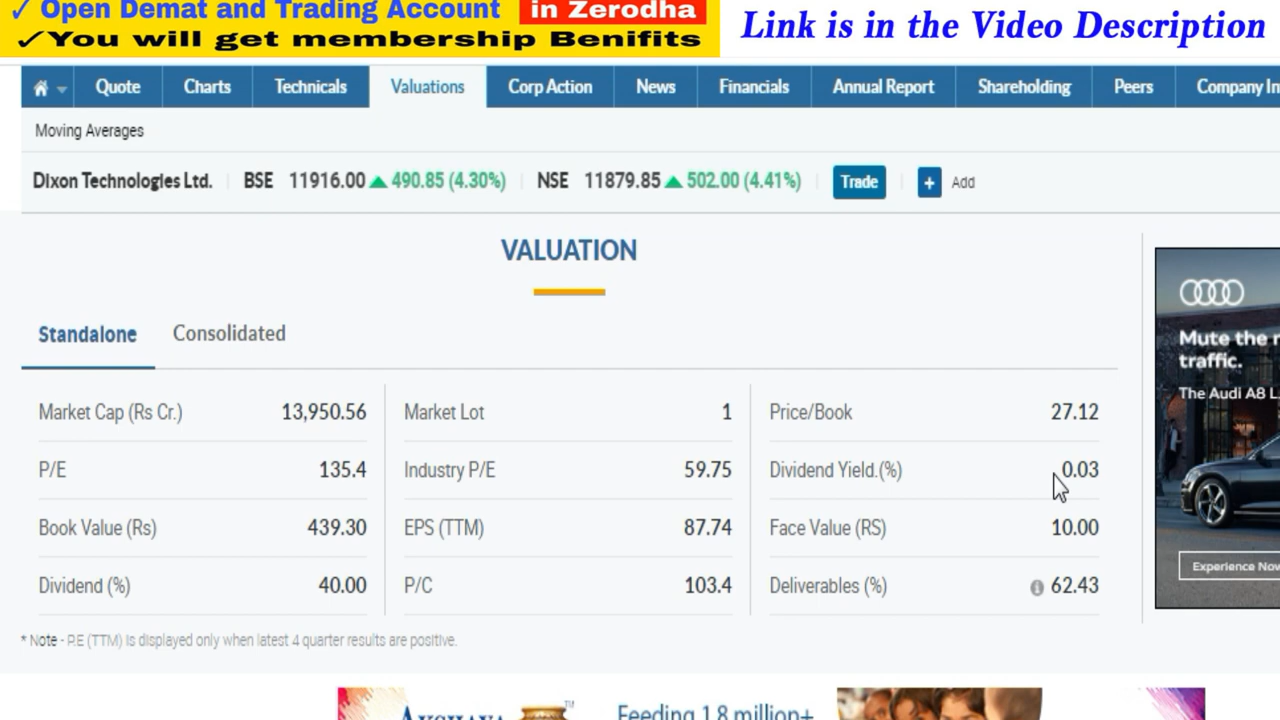 ✓ Open Demat and Trading Account in Zerodha
✓You will get membership Benifits
Link is in the Video Description
Quote Charts Technicals Valuations Corp Action News Financials Annual Report Shareholding Peers Company In
Moving Averages
Dixon Technologies Ltd. BSE 11916.00 490.85 (4.30%) NSE 11879.85 502.00 (4.41%) Trade + Add
VALUATION
Standalone Consolidated
Market Cap (Rs Cr.) 13,950.56 Market Lot 1 Price/Book 27.12
P/E 135.4 Industry P/E 59.75 Dividend Yield.(%) 0.03
Book Value (Rs) 439.30 EPS (TTM) 87.74 Face Value (RS) 10.00
Dividend (%) 40.00 P/C 103.4 Deliverables (%) 62.43
* Note - P.E (TTM) is displayed only when latest 4 quarter results are positive.
Mute the
traffic.
The Audi A8 L.
Experience Now
AKSHAYA TM Feeding 1.8 million+